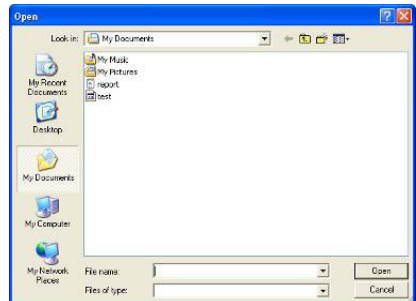 Open
Look in: My Documents
My Music
My Pictures
report
test
My Recent
Documents
Desktop
My Documents
My Computer
My Network
Places
File name:
Open
Files of type:
Cancel